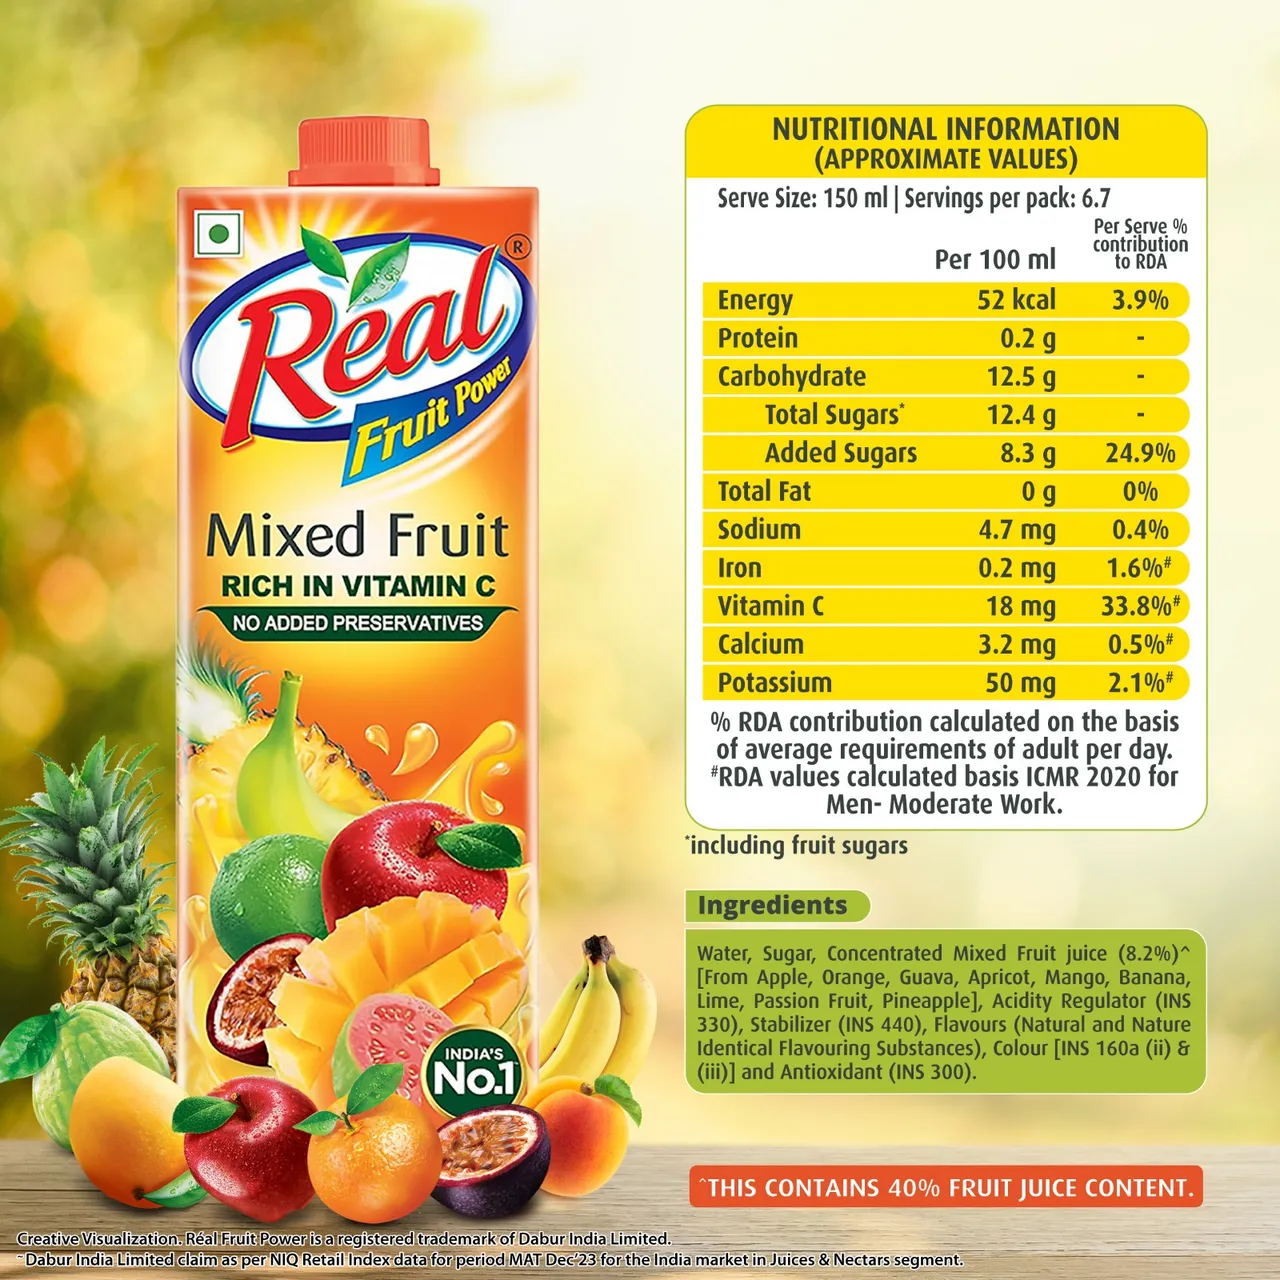 Réal ®
Fruit Power
Mixed Fruit
RICH IN VITAMIN C
NO ADDED PRESERVATIVES
INDIA'S
No.1~
NUTRITIONAL INFORMATION
(APPROXIMATE VALUES)
Serve Size: 150 ml | Servings per pack: 6.7
Per 100 ml
Per Serve %
contribution
to RDA
Energy 52 kcal 3.9%
Protein 0.2 g -
Carbohydrate 12.5 g -
Total Sugars* 12.4 g -
Added Sugars 8.3 g 24.9%
Total Fat 0 g 0%
Sodium 4.7 mg 0.4%
Iron 0.2 mg 1.6%#
Vitamin C 18 mg 33.8%#
Calcium 3.2 mg 0.5%#
Potassium 50 mg 2.1%#
% RDA contribution calculated on the basis
of average requirements of adult per day.
#RDA values calculated basis ICMR 2020 for
Men- Moderate Work.
*including fruit sugars
Ingredients
Water, Sugar, Concentrated Mixed Fruit juice (8.2%)^
[From Apple, Orange, Guava, Apricot, Mango, Banana,
Lime, Passion Fruit, Pineapple], Acidity Regulator (INS
330), Stabilizer (INS 440), Flavours (Natural and Nature
Identical Flavouring Substances), Colour [INS 160a (ii) &
(iii)] and Antioxidant (INS 300).
^THIS CONTAINS 40% FRUIT JUICE CONTENT.
Creative Visualization. Réal Fruit Power is a registered trademark of Dabur India Limited.
~Dabur India Limited claim as per NIQ Retail Index data for period MAT Dec'23 for the India market in Juices & Nectars segment.